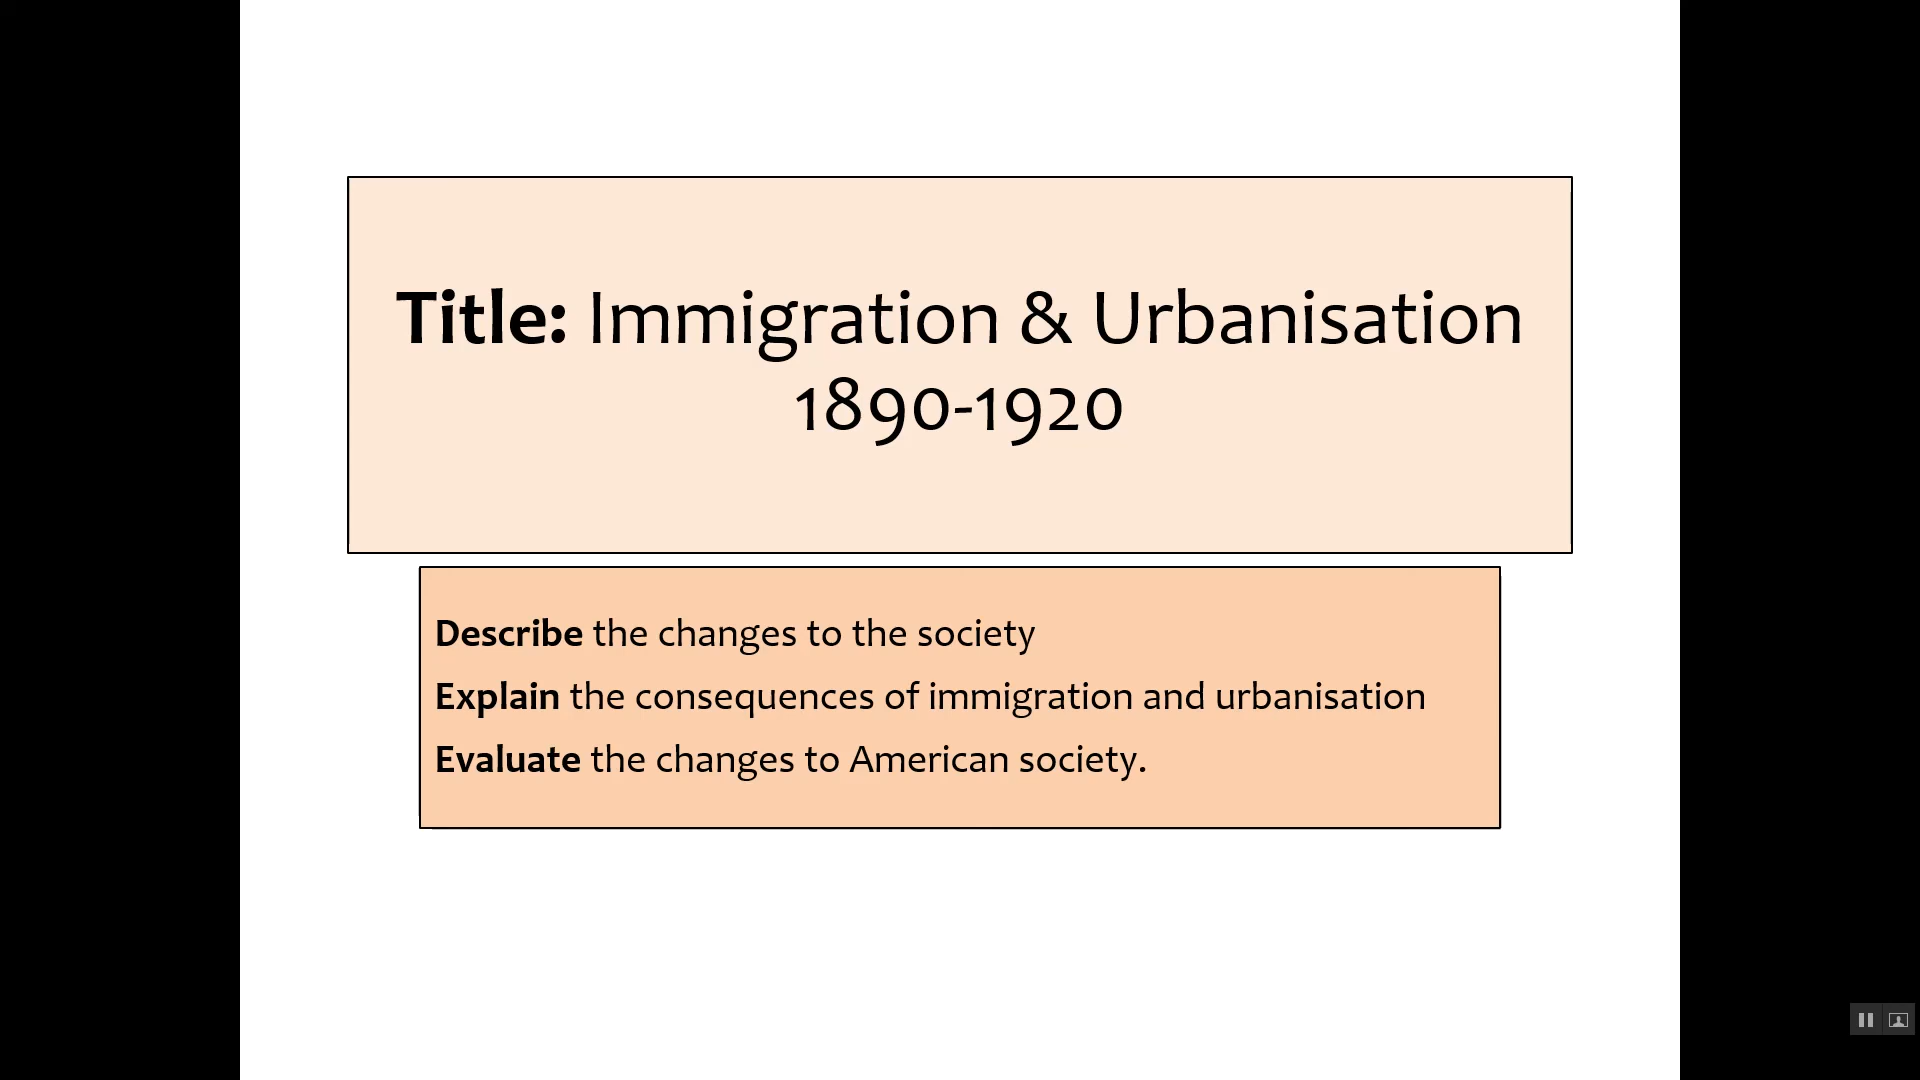 Title: Immigration & Urbanisation
1890-1920
Describe the changes to the society
Explain the consequences of immigration and urbanisation
Evaluate the changes to American society.